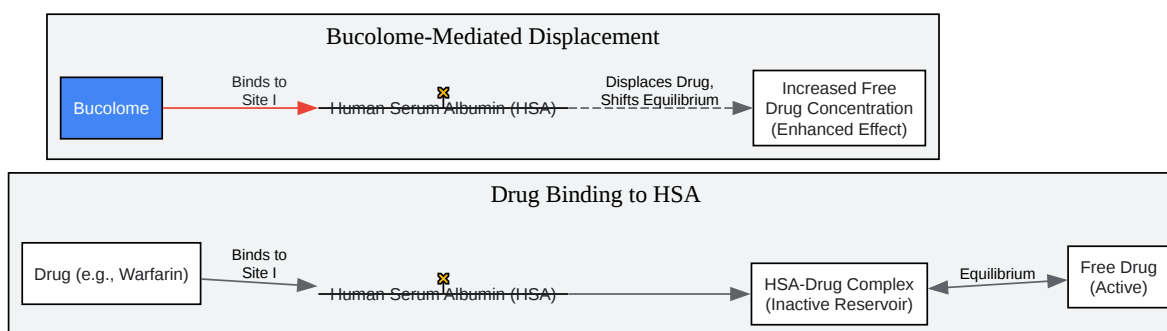 Bucolome-Mediated Displacement
Bucolome
Binds to
Site I
Human Serum Albumin (HSA)
Displaces Drug,
Shifts Equilibrium
Increased Free
Drug Concentration
(Enhanced Effect)
Drug Binding to HSA
Drug (e.g., Warfarin)
Binds to
Site I
Human Serum Albumin (HSA)
HSA-Drug Complex
(Inactive Reservoir)
Equilibrium
Free Drug
(Active)